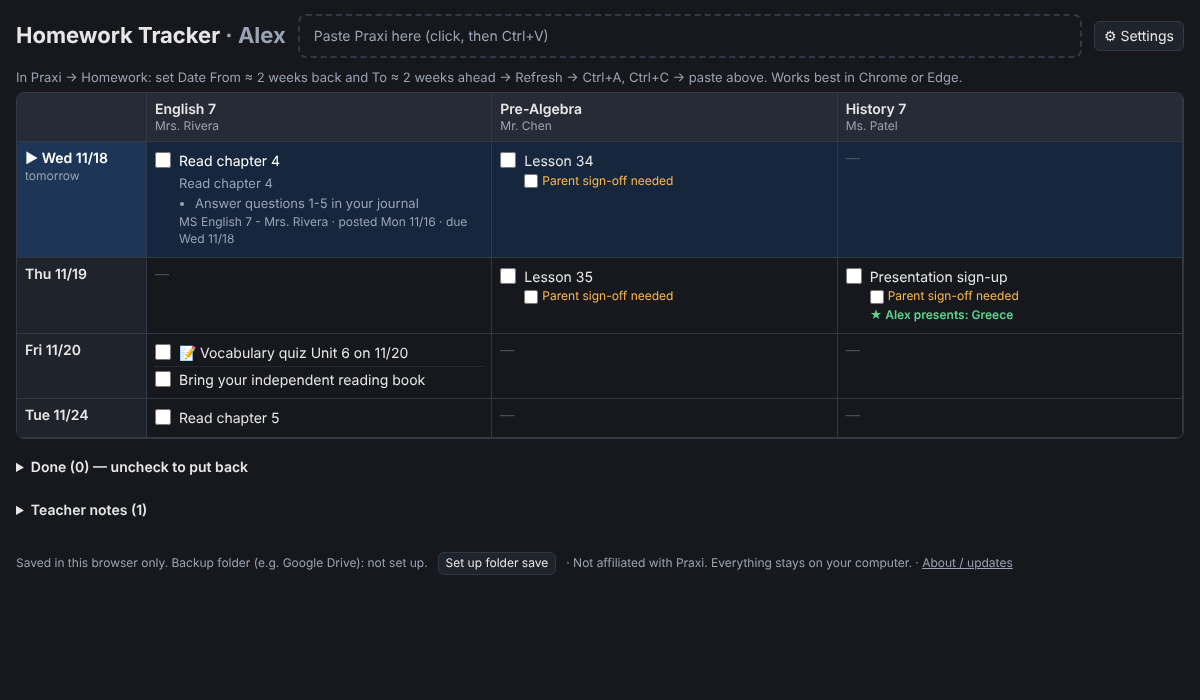 Homework Tracker · Alex
Paste Praxi here (click, then Ctrl+V)
⚙ Settings
In Praxi → Homework: set Date From ≈ 2 weeks back and To ≈ 2 weeks ahead → Refresh → Ctrl+A, Ctrl+C → paste above. Works best in Chrome or Edge.
English 7
Mrs. Rivera
Pre-Algebra
Mr. Chen
History 7
Ms. Patel
▶ Wed 11/18
tomorrow
Read chapter 4
Read chapter 4
• Answer questions 1-5 in your journal
MS English 7 - Mrs. Rivera · posted Mon 11/16 · due
Wed 11/18
Lesson 34
Parent sign-off needed
—
Thu 11/19
—
Lesson 35
Parent sign-off needed
Presentation sign-up
Parent sign-off needed
★ Alex presents: Greece
Fri 11/20
📝 Vocabulary quiz Unit 6 on 11/20
Bring your independent reading book
—
—
Tue 11/24
Read chapter 5
—
—
▶ Done (0) — uncheck to put back
▶ Teacher notes (1)
Saved in this browser only. Backup folder (e.g. Google Drive): not set up. Set up folder save · Not affiliated with Praxi. Everything stays on your computer. · About / updates